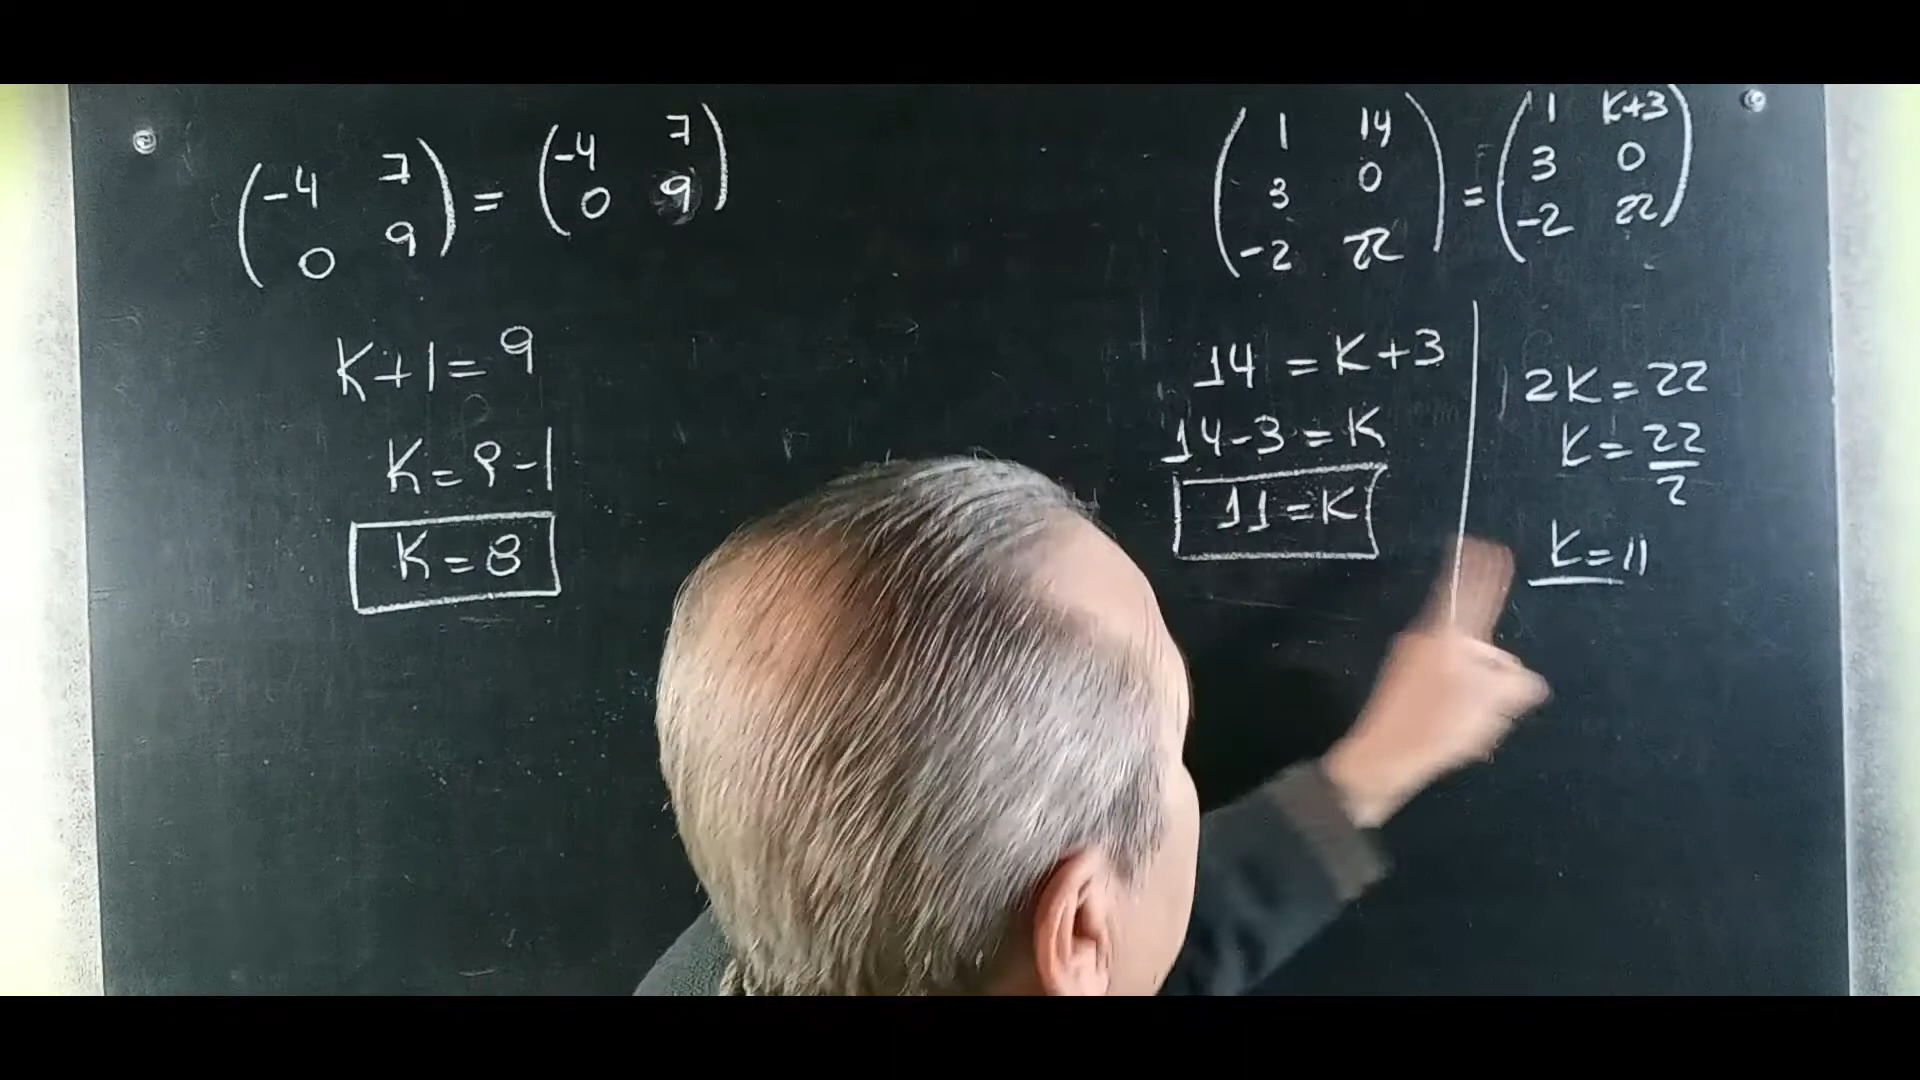 -4 7 = -4 7
0 9 0 9
K+1=9
K=9-1
K=8
1 14 = 1 K+3
3 0 3 0
-2 22 -2 22
14=K+3
14-3=K
11=K
2K=22
K=22/2
K=11